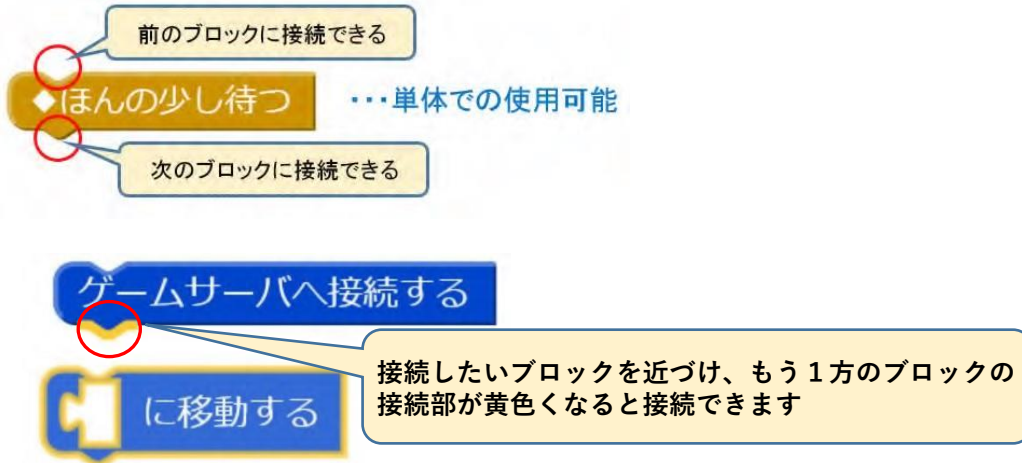 前のブロックに接続できる
◆ほんの少し待つ
･･･単体での使用可能
次のブロックに接続できる
ゲームサーバへ接続する
接続したいブロックを近づけ、もう１方のブロックの
接続部が黄色くなると接続できます
に移動する